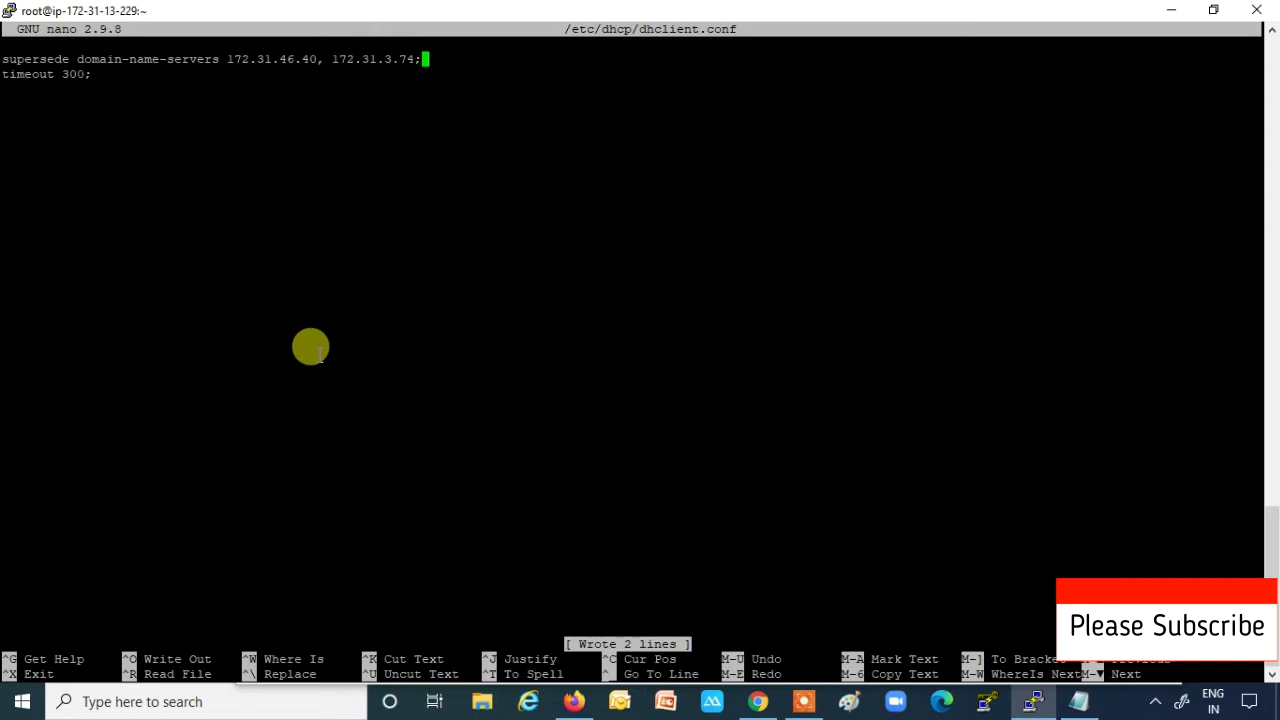 root@ip-172-31-13-229:~
GNU nano 2.9.8 /etc/dhcp/dhclient.conf
supersede domain-name-servers 172.31.46.40, 172.31.3.74;
timeout 300;
[ Wrote 2 lines ]
^G Get Help ^O Write Out ^W Where Is ^K Cut Text ^J Justify ^C Cur Pos M-U Undo M-A Mark Text M-] To Bracket
^X Exit ^R Read File ^\ Replace ^U Uncut Text ^T To Spell ^_ Go To Line M-E Redo M-6 Copy Text M-W WhereIs Next M-▼ Next
Please Subscribe
Type here to search
ENG
IN